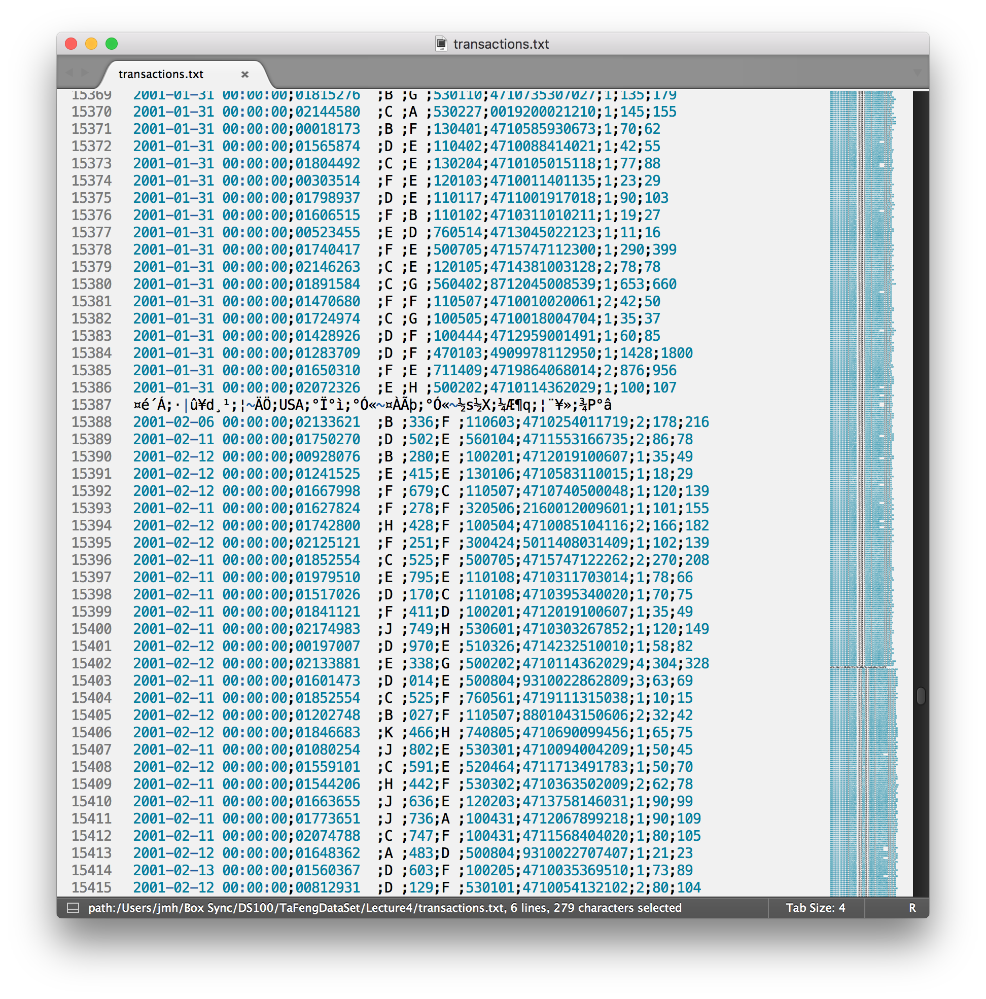 transactions.txt
transactions.txt
15369 2001-01-31 00:00:00;01815276 ;B ;G ;530110;4710735307027;1;135;179
15370 2001-01-31 00:00:00;02144580 ;C ;A ;530227;0019200021210;1;145;155
15371 2001-01-31 00:00:00;00018173 ;B ;F ;130401;4710585930673;1;70;62
15372 2001-01-31 00:00:00;01565874 ;D ;E ;110402;4710088414021;1;42;55
15373 2001-01-31 00:00:00;01804492 ;C ;E ;130204;4710105015118;1;77;88
15374 2001-01-31 00:00:00;00303514 ;F ;E ;120103;4710011401135;1;23;29
15375 2001-01-31 00:00:00;01798937 ;D ;E ;110117;4711001917018;1;90;103
15376 2001-01-31 00:00:00;01606515 ;F ;B ;110102;4710311010211;1;19;27
15377 2001-01-31 00:00:00;00523455 ;E ;D ;760514;4713045022123;1;11;16
15378 2001-01-31 00:00:00;01740417 ;F ;E ;500705;4715747112300;1;290;399
15379 2001-01-31 00:00:00;02146263 ;C ;E ;120105;4714381003128;2;78;78
15380 2001-01-31 00:00:00;01891584 ;C ;G ;560402;8712045008539;1;653;660
15381 2001-01-31 00:00:00;01470680 ;F ;F ;110507;4710010020061;2;42;50
15382 2001-01-31 00:00:00;01724974 ;C ;G ;100505;4710018004704;1;35;37
15383 2001-01-31 00:00:00;01428926 ;D ;F ;100444;4712959001491;1;60;85
15384 2001-01-31 00:00:00;01283709 ;D ;F ;470103;4909978112950;1;1428;1800
15385 2001-01-31 00:00:00;01650310 ;F ;E ;711409;4719864068014;2;876;956
15386 2001-01-31 00:00:00;02072326 ;E ;H ;500202;4710114362029;1;100;107
15387 ¤é´Á;·|û¥d¸¹;¦~ÄÖ;USA;°Ï°ì;°Ó«~¤ÀÃþ;°Ó«~½s½X;¼Æ¶q;¦¨¥»;¾P°â
15388 2001-02-06 00:00:00;02133621 ;B ;336;F ;110603;4710254011719;2;178;216
15389 2001-02-11 00:00:00;01750270 ;D ;502;E ;560104;4711553166735;2;86;78
15390 2001-02-12 00:00:00;00928076 ;B ;280;E ;100201;4712019100607;1;35;49
15391 2001-02-12 00:00:00;01241525 ;E ;415;E ;130106;4710583110015;1;18;29
15392 2001-02-12 00:00:00;01667998 ;F ;679;C ;110507;4710740500048;1;120;139
15393 2001-02-11 00:00:00;01627824 ;F ;278;F ;320506;2160012009601;1;101;155
15394 2001-02-12 00:00:00;01742800 ;H ;428;F ;100504;4710085104116;2;166;182
15395 2001-02-12 00:00:00;02125121 ;F ;251;F ;300424;5011408031409;1;102;139
15396 2001-02-11 00:00:00;01852554 ;C ;525;F ;500705;4715747122262;2;270;208
15397 2001-02-11 00:00:00;01979510 ;E ;795;E ;110108;4710311703014;1;78;66
15398 2001-02-11 00:00:00;01517026 ;D ;170;C ;110108;4710395340020;1;70;75
15399 2001-02-11 00:00:00;01841121 ;F ;411;D ;100201;4712019100607;1;35;49
15400 2001-02-11 00:00:00;02174983 ;J ;749;H ;530601;4710303267852;1;120;149
15401 2001-02-12 00:00:00;00197007 ;D ;970;E ;510326;4714232510010;1;58;82
15402 2001-02-12 00:00:00;02133881 ;E ;338;G ;500202;4710114362029;4;304;328
15403 2001-02-11 00:00:00;01601473 ;D ;014;E ;500804;9310022862809;3;63;69
15404 2001-02-11 00:00:00;01852554 ;C ;525;F ;760561;4719111315038;1;10;15
15405 2001-02-12 00:00:00;01202748 ;B ;027;F ;110507;8801043150606;2;32;42
15406 2001-02-12 00:00:00;01846683 ;K ;466;H ;740805;4710690099456;1;65;75
15407 2001-02-11 00:00:00;01080254 ;J ;802;E ;530301;4710094004209;1;50;45
15408 2001-02-12 00:00:00;01559101 ;C ;591;E ;520464;4711713491783;1;50;70
15409 2001-02-11 00:00:00;01544206 ;H ;442;F ;530302;4710363502009;2;62;78
15410 2001-02-11 00:00:00;01663655 ;J ;636;E ;120203;4713758146031;1;90;99
15411 2001-02-11 00:00:00;01773651 ;J ;736;A ;100431;4712067899218;1;90;109
15412 2001-02-11 00:00:00;02074788 ;C ;747;F ;100431;4711568404020;1;80;105
15413 2001-02-12 00:00:00;01648362 ;A ;483;D ;500804;9310022707407;1;21;23
15414 2001-02-13 00:00:00;01560367 ;D ;603;F ;100205;4710035369510;1;73;89
15415 2001-02-12 00:00:00;00812931 ;D ;129;F ;530101;4710054132102;2;80;104
path:/Users/jmh/Box Sync/DS100/TaFengDataSet/Lecture4/transactions.txt, 6 lines, 279 characters selected Tab Size: 4 R